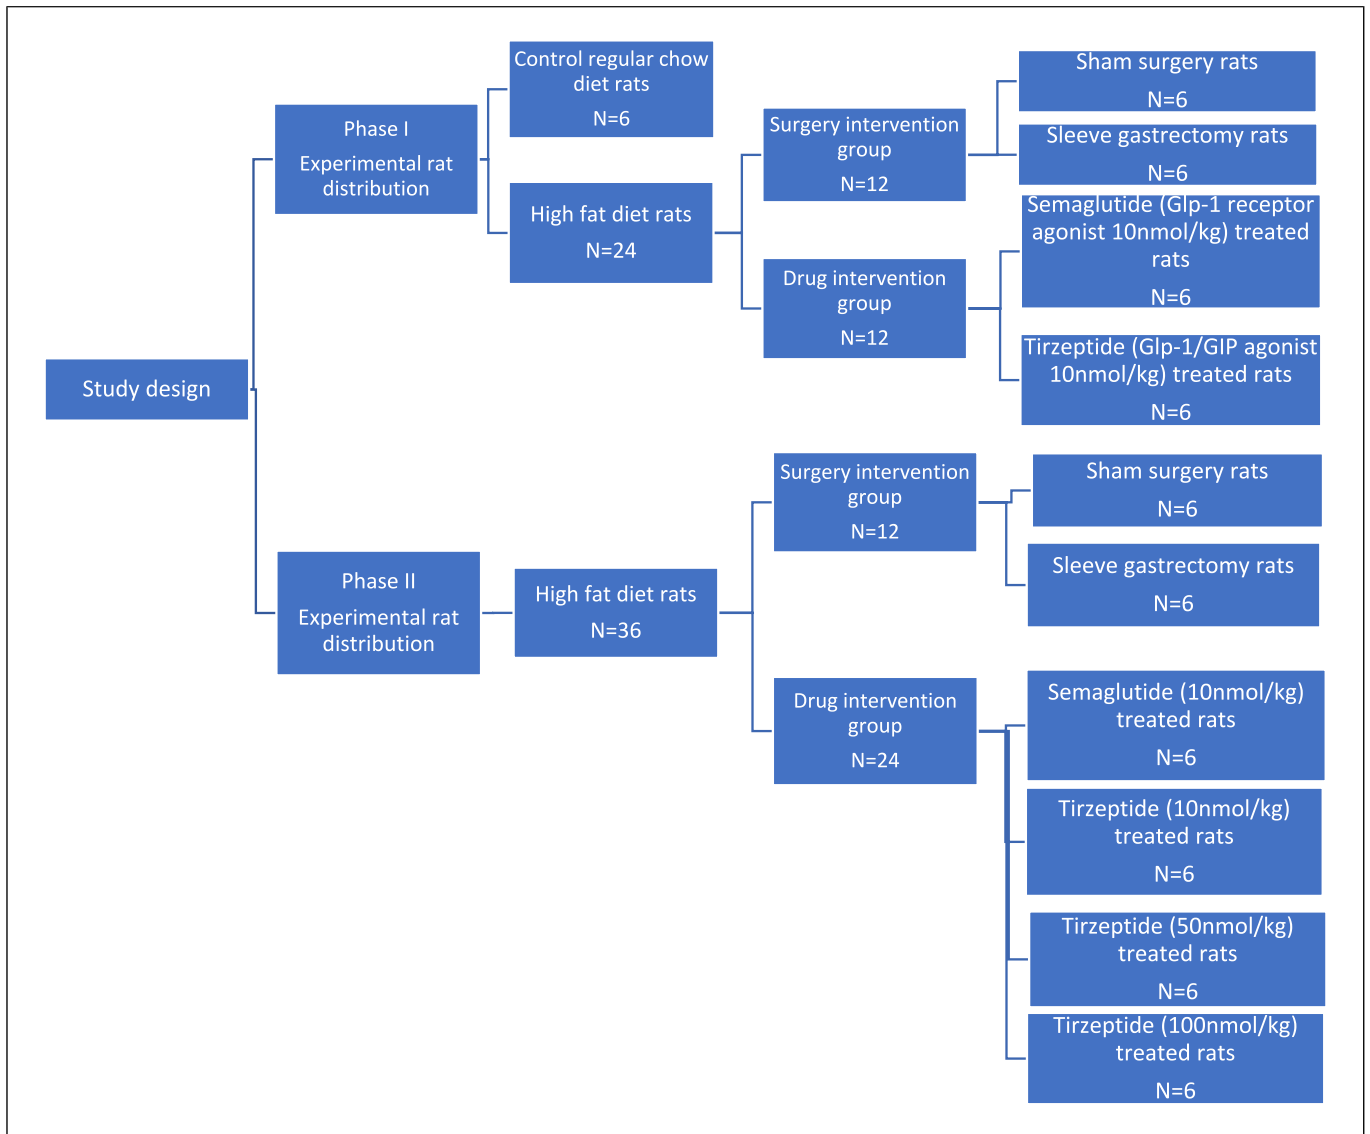 Study design
Phase I
Experimental rat
distribution
Control regular chow
diet rats
N=6
High fat diet rats
N=24
Surgery intervention
group
N=12
Sham surgery rats
N=6
Sleeve gastrectomy rats
N=6
Drug intervention
group
N=12
Semaglutide (Glp-1 receptor
agonist 10nmol/kg) treated
rats
N=6
Tirzeptide (Glp-1/GIP agonist
10nmol/kg) treated rats
N=6
Phase II
Experimental rat
distribution
High fat diet rats
N=36
Surgery intervention
group
N=12
Sham surgery rats
N=6
Sleeve gastrectomy rats
N=6
Drug intervention
group
N=24
Semaglutide (10nmol/kg)
treated rats
N=6
Tirzeptide (10nmol/kg)
treated rats
N=6
Tirzeptide (50nmol/kg)
treated rats
N=6
Tirzeptide (100nmol/kg)
treated rats
N=6